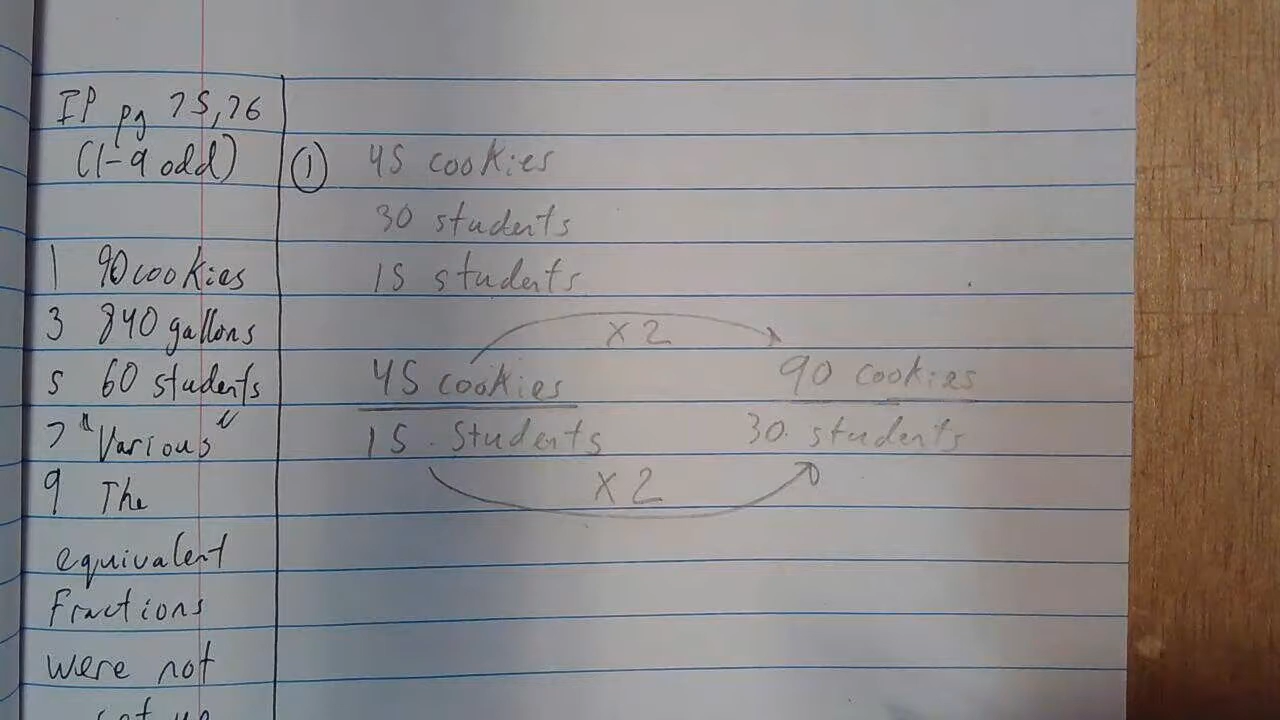 IP pg 75,76
(1-9 odd)
1 90 cookies
3 840 gallons
5 60 students
7 "Various"
9 The
equivalent
Fractions
were not
set up
① 45 cookies
30 students
15 students
x 2
45 cookies 90 cookies
15 students 30 students
x 2